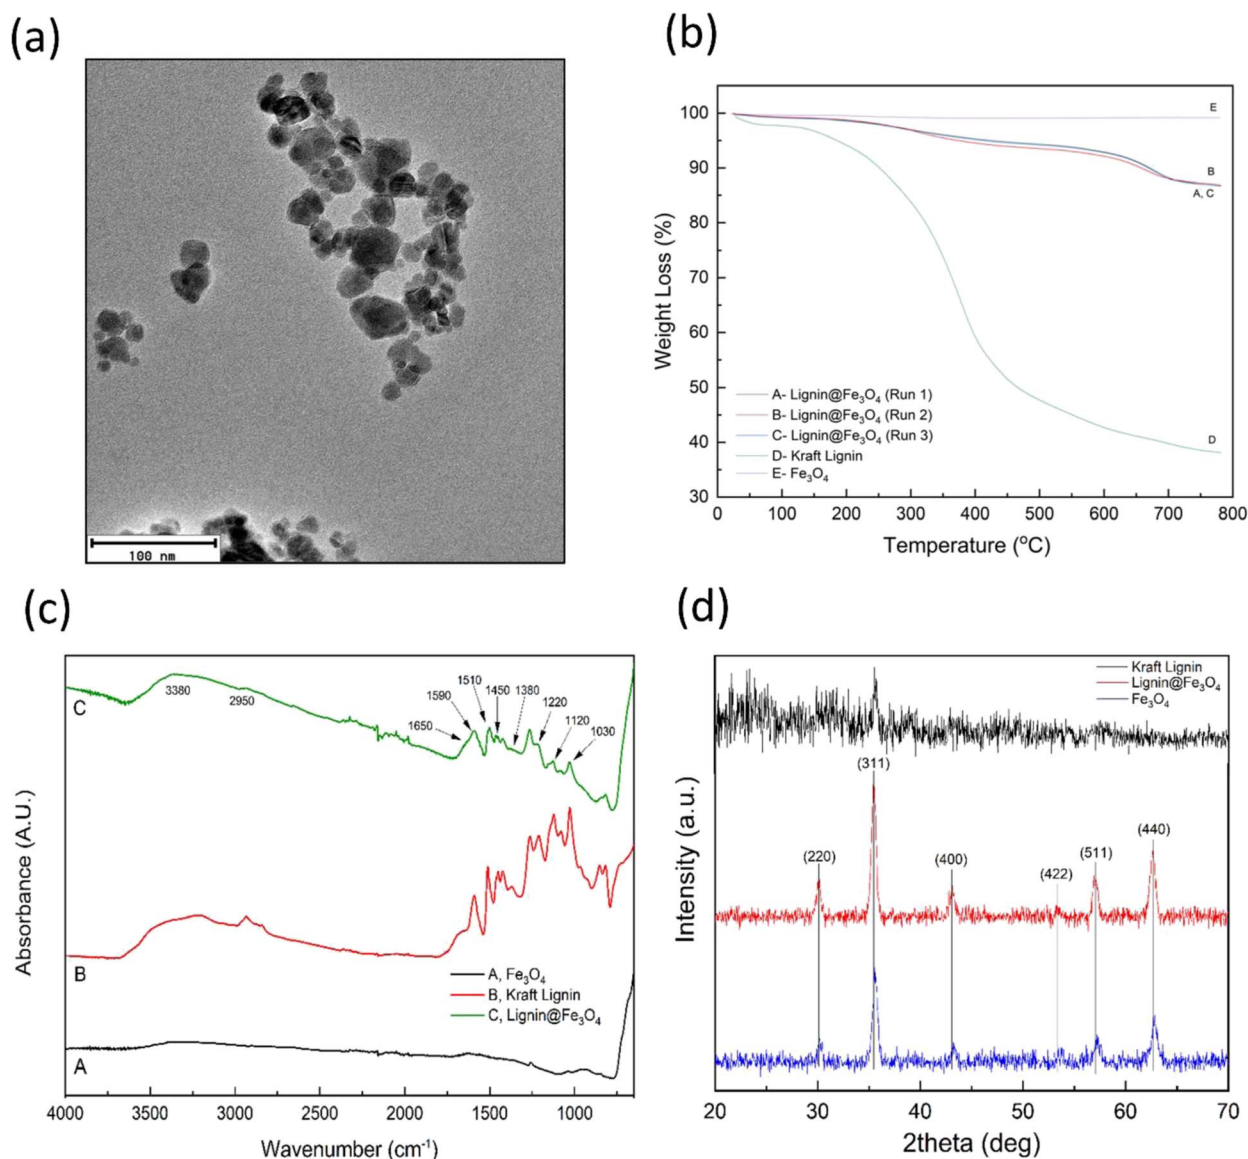 (a)
100 nm
(b)
Weight Loss (%)
100
90
80
70
60
50
40
30
E
B
A, C
D
A- Lignin@Fe₃O₄ (Run 1)
B- Lignin@Fe₃O₄ (Run 2)
C- Lignin@Fe₃O₄ (Run 3)
D- Kraft Lignin
E- Fe₃O₄
0 100 200 300 400 500 600 700 800
Temperature (°C)
(c)
Absorbance (A.U.)
C
3380
2950
1650
1590
1510
1450
1380
1220
1120
1030
B
A, Fe₃O₄
B, Kraft Lignin
C, Lignin@Fe₃O₄
A
4000 3500 3000 2500 2000 1500 1000
Wavenumber (cm⁻¹)
(d)
Intensity (a.u.)
Kraft Lignin
Lignin@Fe₃O₄
Fe₃O₄
(220)
(311)
(400)
(422)
(511)
(440)
20 30 40 50 60 70
2theta (deg)